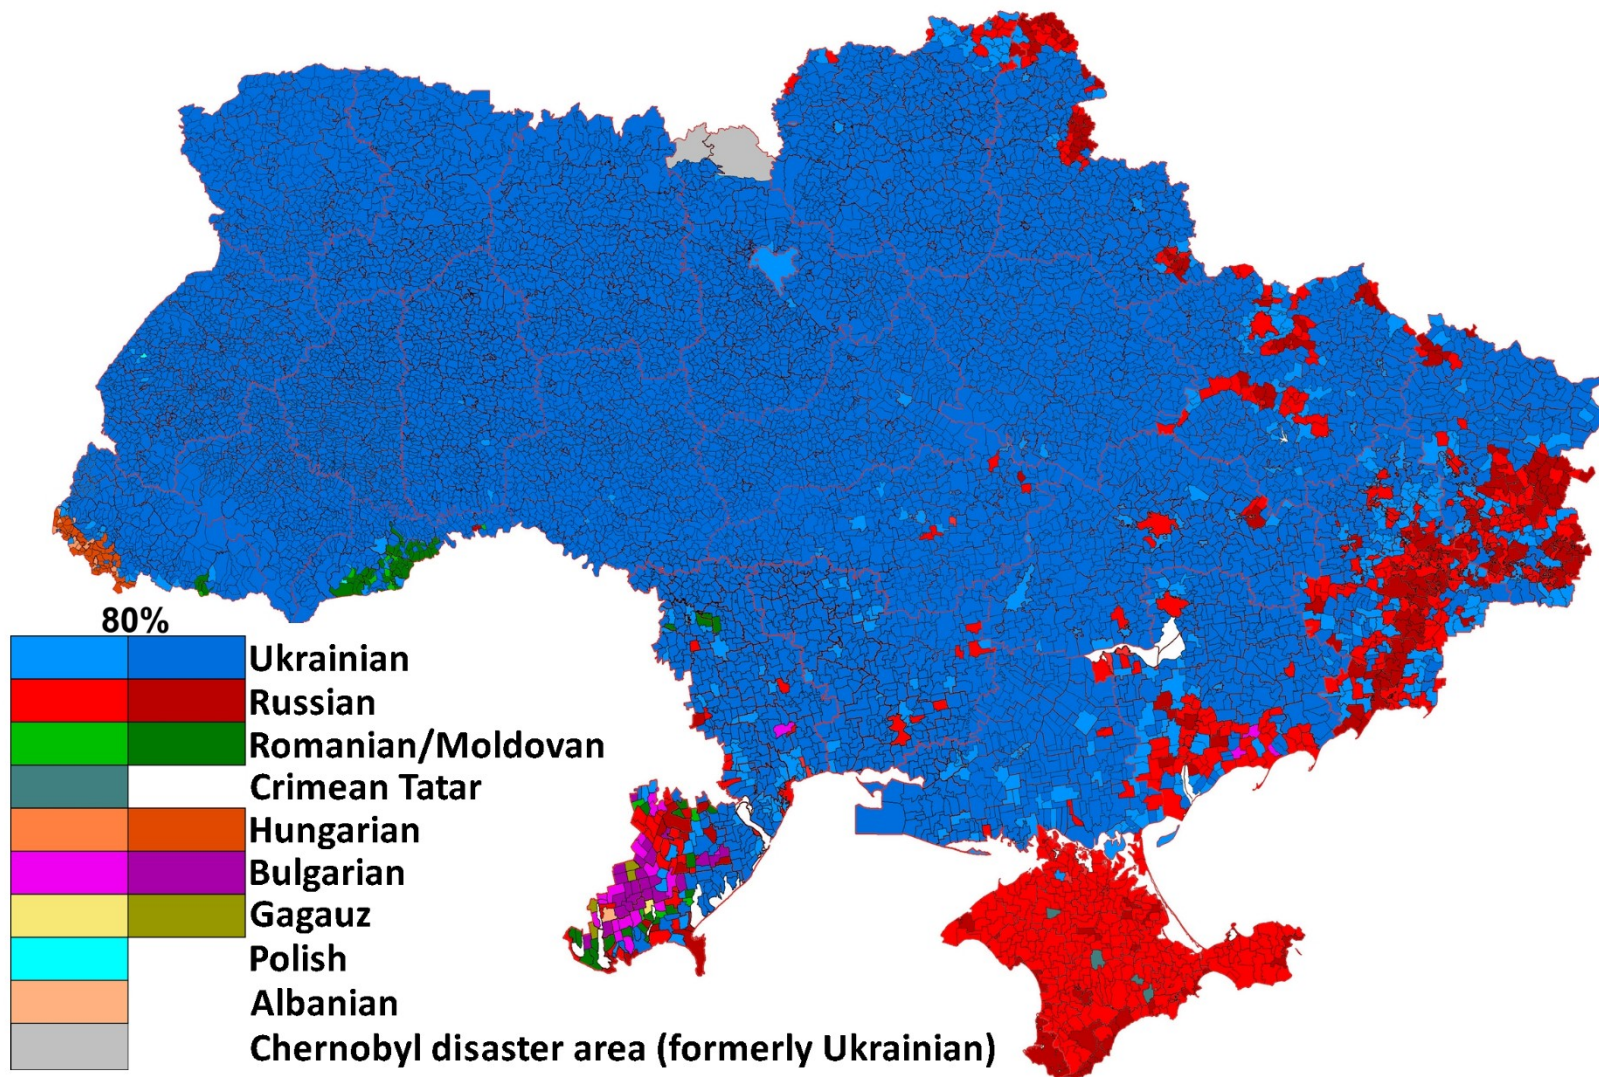 80%
Ukrainian
Russian
Romanian/Moldovan
Crimean Tatar
Hungarian
Bulgarian
Gagauz
Polish
Albanian
Chernobyl disaster area (formerly Ukrainian)